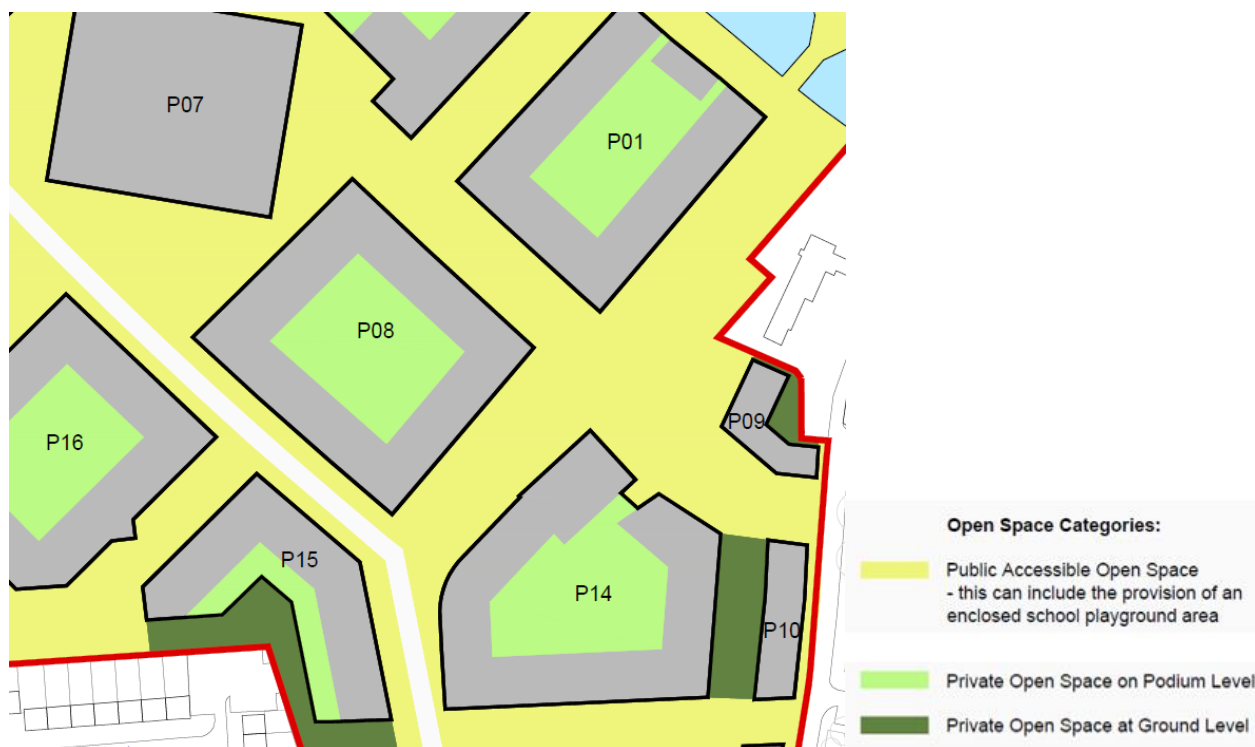 P07
P01
P08
P09
P16
P15
P14
P10
Open Space Categories:
Public Accessible Open Space
- this can include the provision of an
enclosed school playground area
Private Open Space on Podium Level
Private Open Space at Ground Level